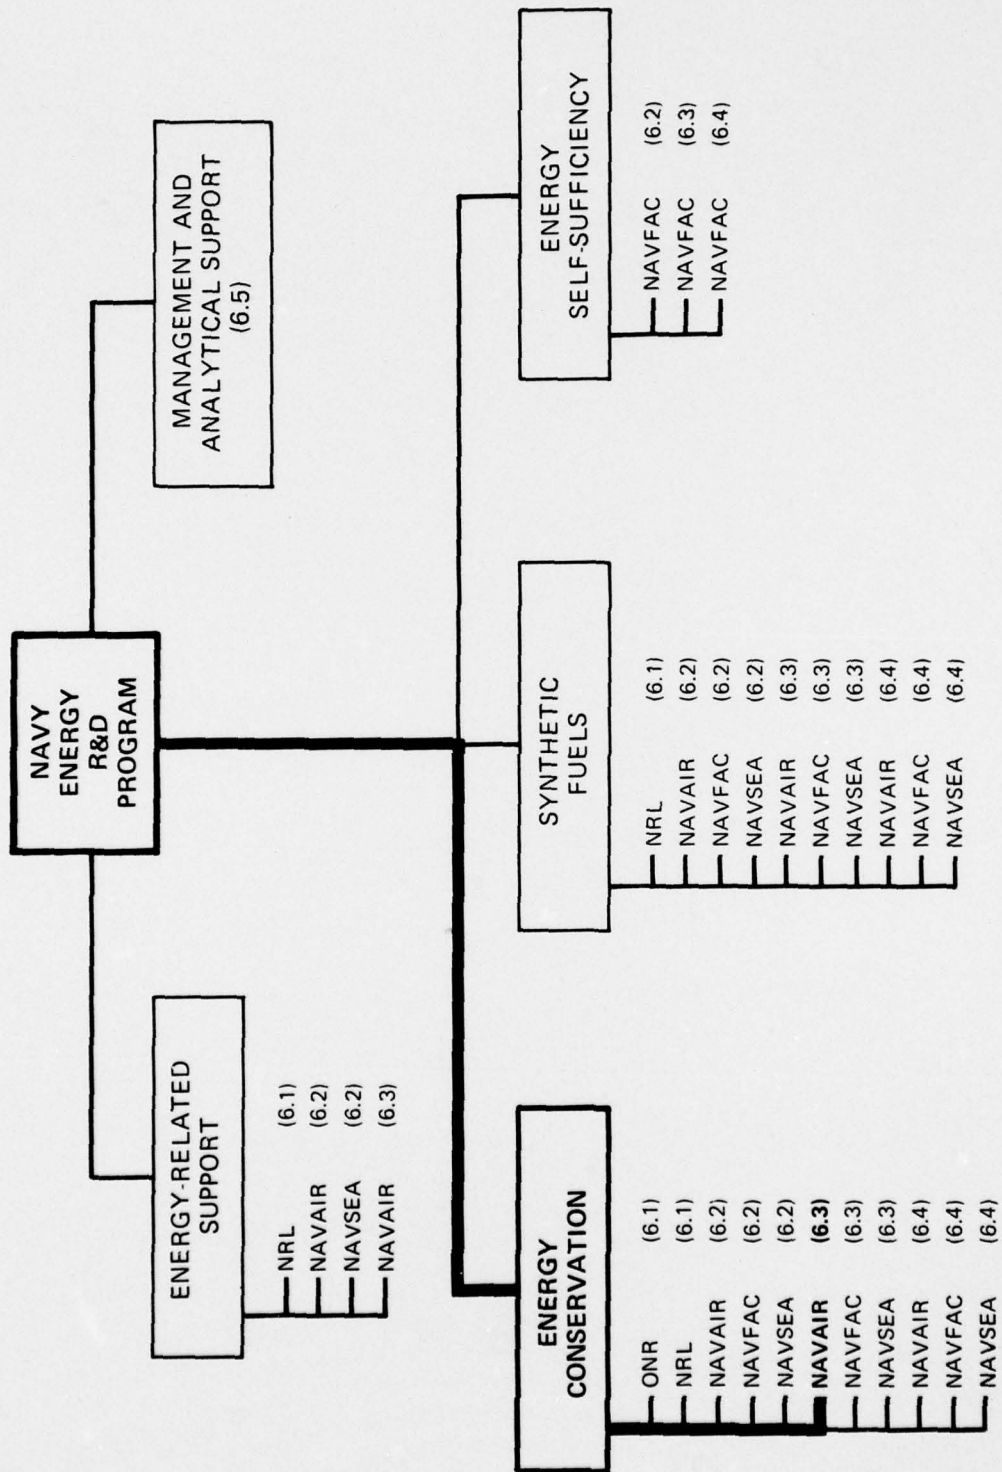 NAVY
ENERGY
R&D
PROGRAM
ENERGY-RELATED
SUPPORT
NRL (6.1)
NAVAIR (6.2)
NAVSEA (6.2)
NAVAIR (6.3)
MANAGEMENT AND
ANALYTICAL SUPPORT
(6.5)
ENERGY
CONSERVATION
ONR (6.1)
NRL (6.1)
NAVAIR (6.2)
NAVFAC (6.2)
NAVSEA (6.2)
NAVAIR (6.3)
NAVFAC (6.3)
NAVSEA (6.3)
NAVAIR (6.4)
NAVFAC (6.4)
NAVSEA (6.4)
SYNTHETIC
FUELS
NRL (6.1)
NAVAIR (6.2)
NAVFAC (6.2)
NAVSEA (6.2)
NAVAIR (6.3)
NAVFAC (6.3)
NAVSEA (6.3)
NAVAIR (6.4)
NAVFAC (6.4)
NAVSEA (6.4)
ENERGY
SELF-SUFFICIENCY
NAVFAC (6.2)
NAVFAC (6.3)
NAVFAC (6.4)